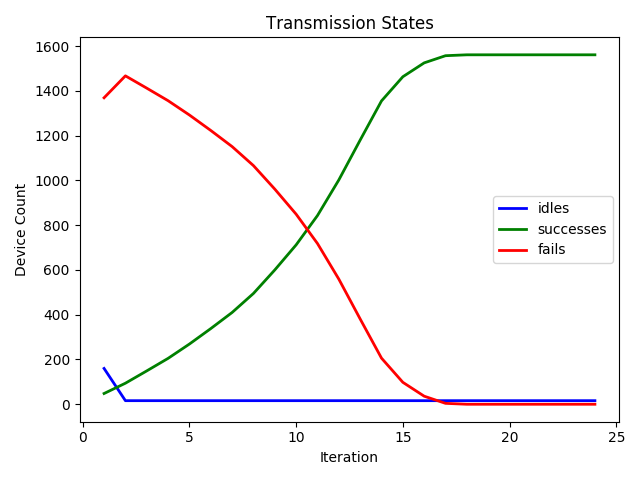 Transmission States
Device Count
1600
1400
1200
1000
800
600
400
200
0
idles
successes
fails
0 5 10 15 20 25
Iteration